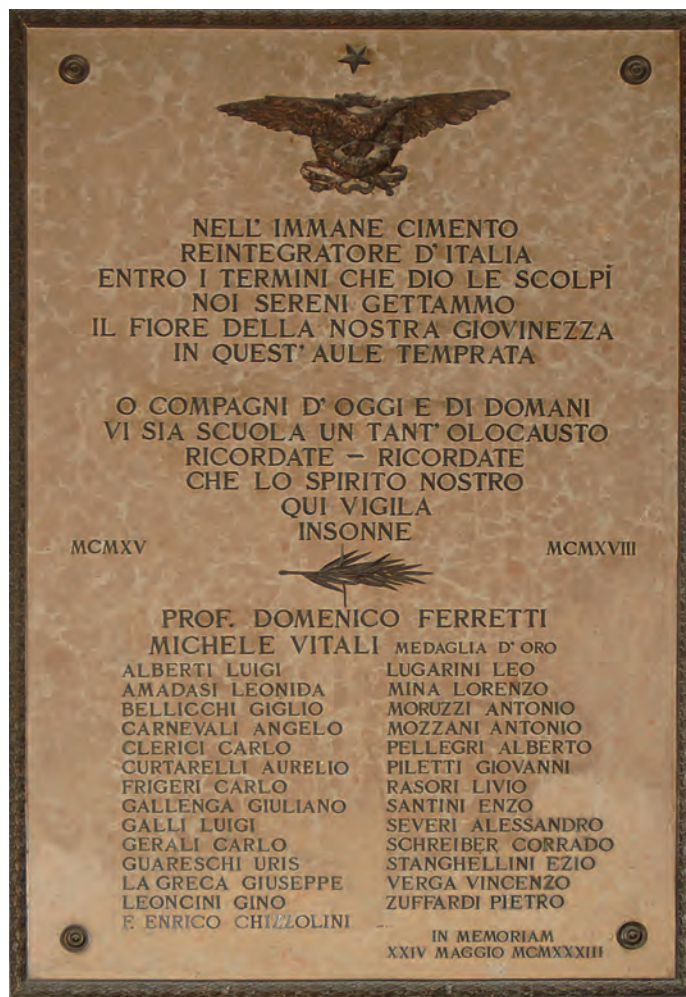 NELL' IMMANE CIMENTO
REINTEGRATORE D'ITALIA
ENTRO I TERMINI CHE DIO LE SCOLPÌ
NOI SERENI GETTAMMO
IL FIORE DELLA NOSTRA GIOVINEZZA
IN QUEST'AULE TEMPRATA
O COMPAGNI D'OGGI E DI DOMANI
VI SIA SCUOLA UN TANT'OLOCAUSTO
RICORDATE – RICORDATE
CHE LO SPIRITO NOSTRO
QUI VIGILA
INSONNE
MCMXV MCMXVIII
PROF. DOMENICO FERRETTI
MICHELE VITALI MEDAGLIA D'ORO
ALBERTI LUIGI
AMADASI LEONIDA
BELLICCHI GIGLIO
CARNEVALI ANGELO
CLERICI CARLO
CURTARELLI AURELIO
FRIGERI CARLO
GALLENGA GIULIANO
GALLI LUIGI
GERALI CARLO
GUARESCHI URIS
LA GRECA GIUSEPPE
LEONCINI GINO
F. ENRICO CHIZZOLINI
LUGARINI LEO
MINA LORENZO
MORUZZI ANTONIO
MOZZANI ANTONIO
PELLEGRI ALBERTO
PILETTI GIOVANNI
RASORI LIVIO
SANTINI ENZO
SEVERI ALESSANDRO
SCHREIBER CORRADO
STANGHELLINI EZIO
VERGA VINCENZO
ZUFFARDI PIETRO
IN MEMORIAM
XXIV MAGGIO MCMXXXIII